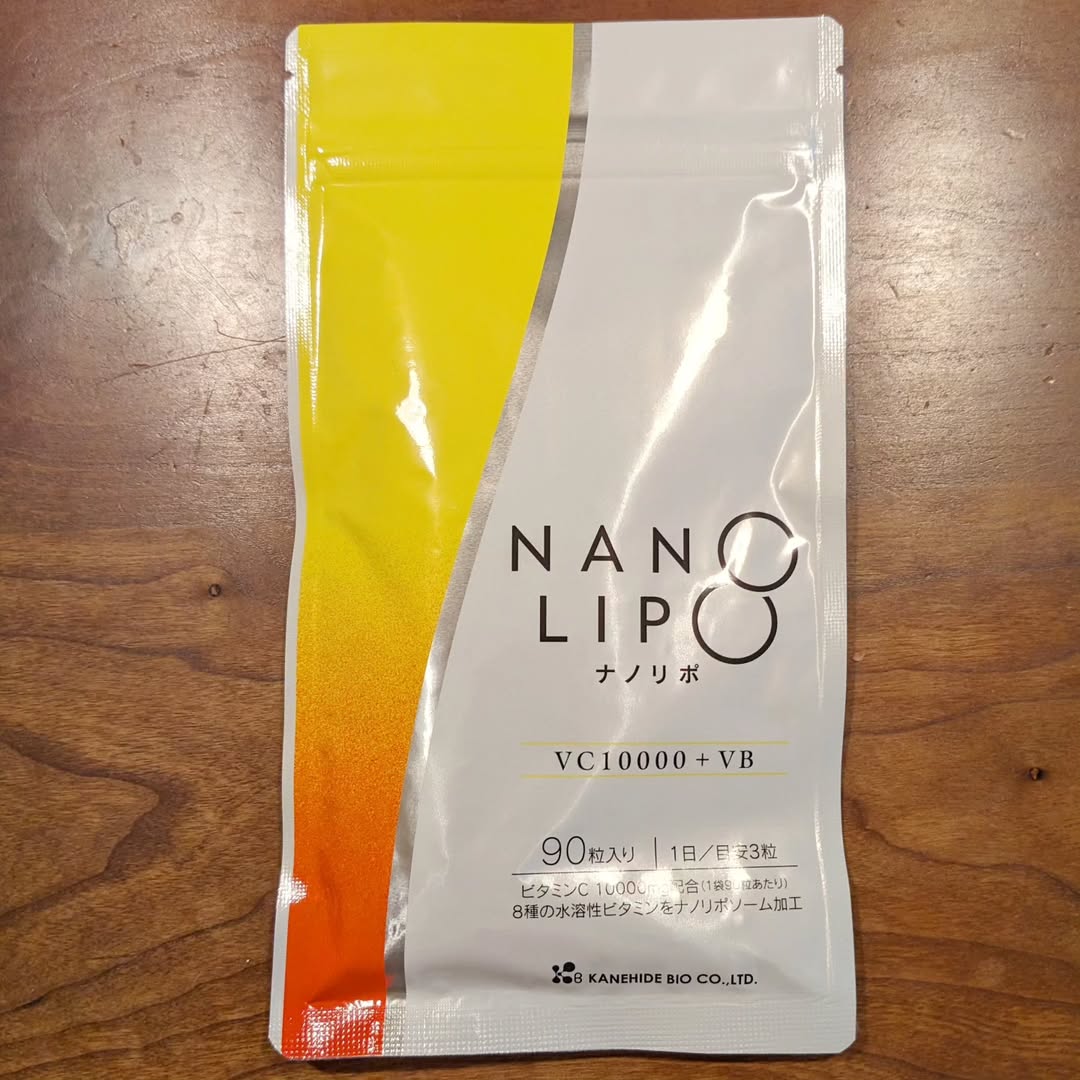 NANO
LIPO
ナノリポ
VC10000 + VB
90粒入り | 1日/目安3粒
ビタミンC 10000mg配合(1袋90粒あたり)
8種の水溶性ビタミンをナノリポソーム加工
KB KANEHIDE BIO CO.,LTD.